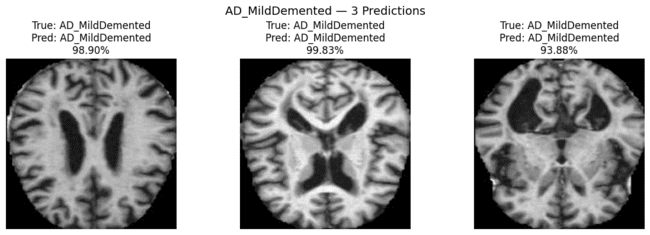 AD_MildDemented — 3 Predictions
True: AD_MildDemented
Pred: AD_MildDemented
98.90%
True: AD_MildDemented
Pred: AD_MildDemented
99.83%
True: AD_MildDemented
Pred: AD_MildDemented
93.88%